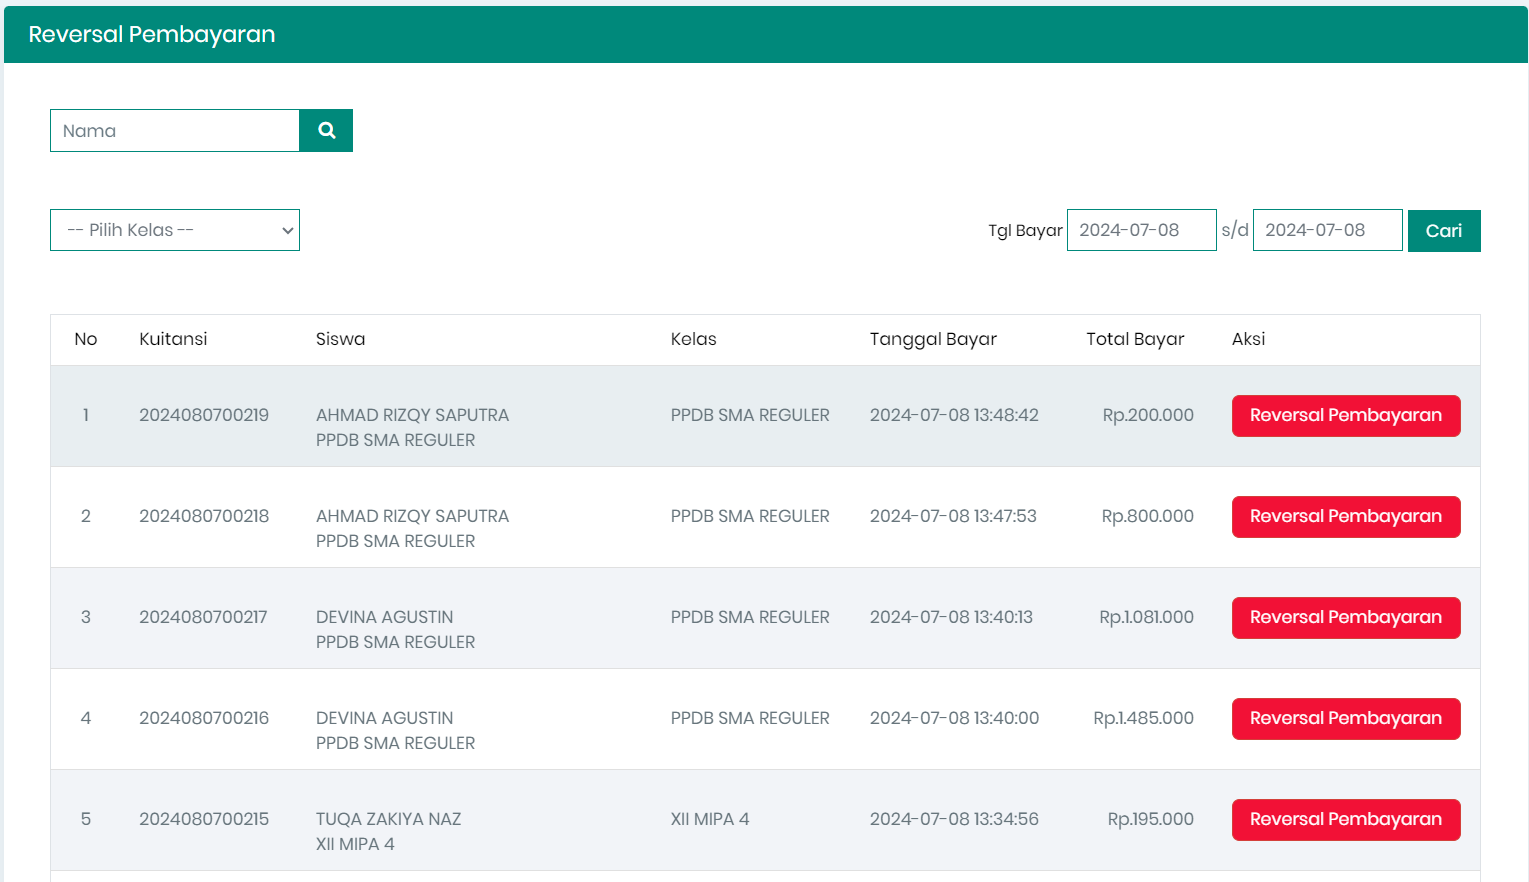 Reversal Pembayaran
Nama
-- Pilih Kelas --
Tgl Bayar 2024-07-08 s/d 2024-07-08 Cari
No Kuitansi Siswa Kelas Tanggal Bayar Total Bayar Aksi
1 2024080700219 AHMAD RIZQY SAPUTRA PPDB SMA REGULER 2024-07-08 13:48:42 Rp.200.000 Reversal Pembayaran
PPDB SMA REGULER
2 2024080700218 AHMAD RIZQY SAPUTRA PPDB SMA REGULER 2024-07-08 13:47:53 Rp.800.000 Reversal Pembayaran
PPDB SMA REGULER
3 2024080700217 DEVINA AGUSTIN PPDB SMA REGULER 2024-07-08 13:40:13 Rp.1.081.000 Reversal Pembayaran
PPDB SMA REGULER
4 2024080700216 DEVINA AGUSTIN PPDB SMA REGULER 2024-07-08 13:40:00 Rp.1.485.000 Reversal Pembayaran
PPDB SMA REGULER
5 2024080700215 TUQA ZAKIYA NAZ XII MIPA 4 2024-07-08 13:34:56 Rp.195.000 Reversal Pembayaran
XII MIPA 4